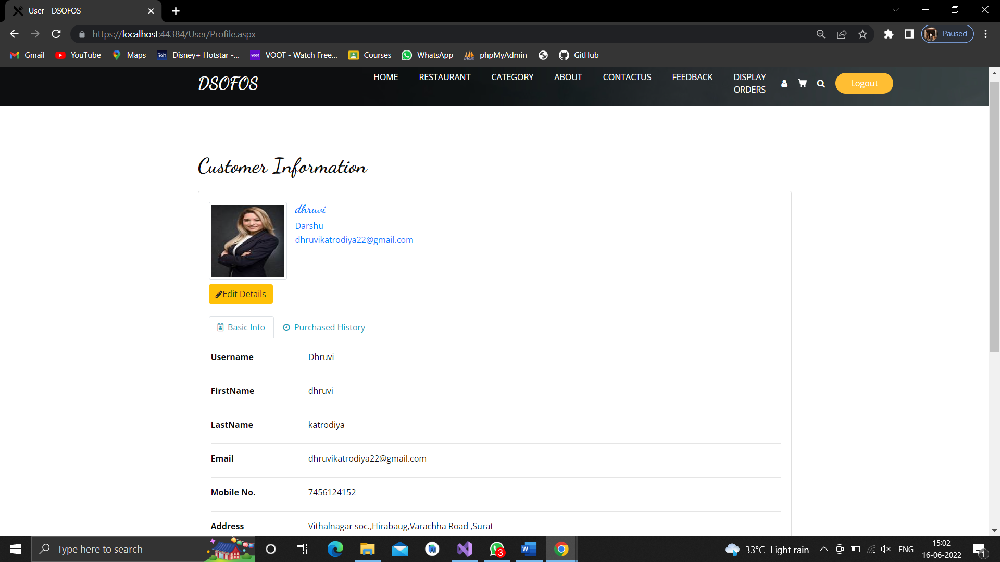 User - DSOFOS
https://localhost:44384/User/Profile.aspx
Paused
Gmail YouTube Maps Disney+ Hotstar -... VOOT - Watch Free... Courses WhatsApp phpMyAdmin GitHub
DSOFOS HOME RESTAURANT CATEGORY ABOUT CONTACTUS FEEDBACK DISPLAY ORDERS Logout
Customer Information
dhruvi
Darshu
dhruvikatrodiya22@gmail.com
Edit Details
Basic Info Purchased History
Username Dhruvi
FirstName dhruvi
LastName katrodiya
Email dhruvikatrodiya22@gmail.com
Mobile No. 7456124152
Address Vithalnagar soc.,Hirabaug,Varachha Road ,Surat
Type here to search
3
33°C Light rain
ENG
15:02
16-06-2022
1